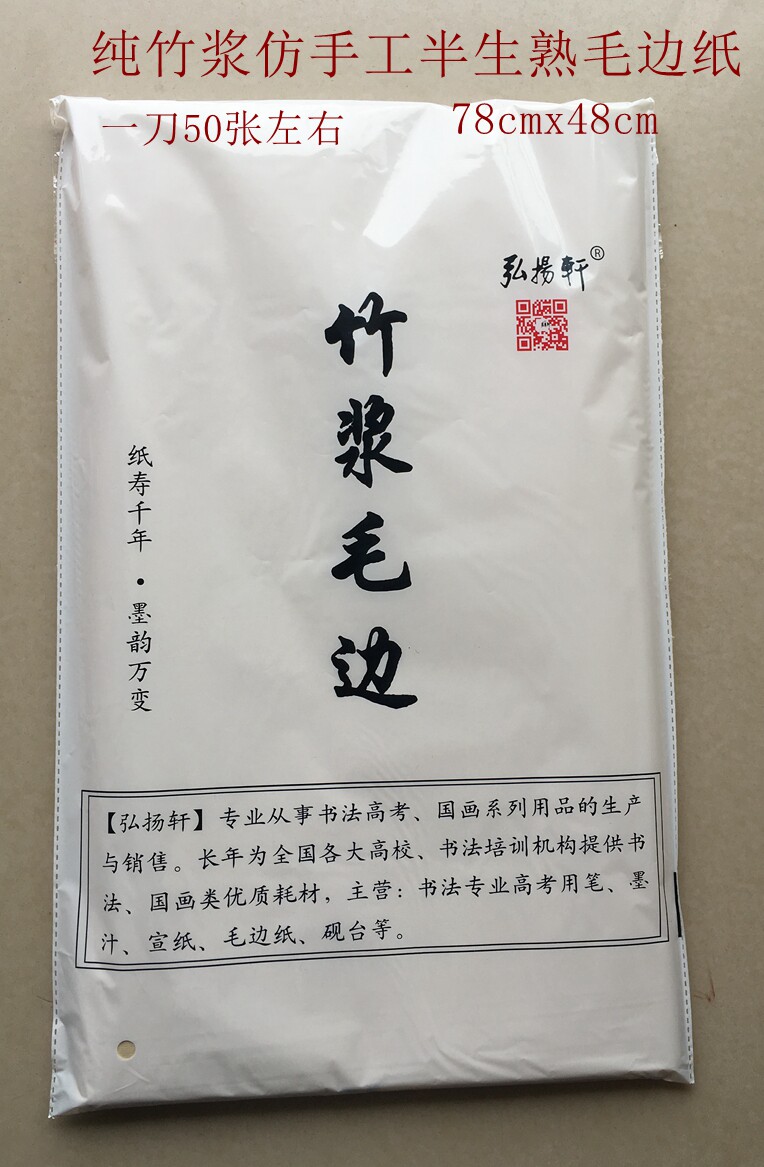 纯竹浆仿手工半生熟毛边纸
一刀50张左右
78cmx48cm
弘揚軒®
竹浆毛边
纸寿千年·墨韵万变
【弘扬轩】专业从事书法高考、国画系列用品的生产
与销售。长年为全国各大高校、书法培训机构提供书
法、国画类优质耗材，主营：书法专业高考用笔、墨
汁、宣纸、毛边纸、砚台等。